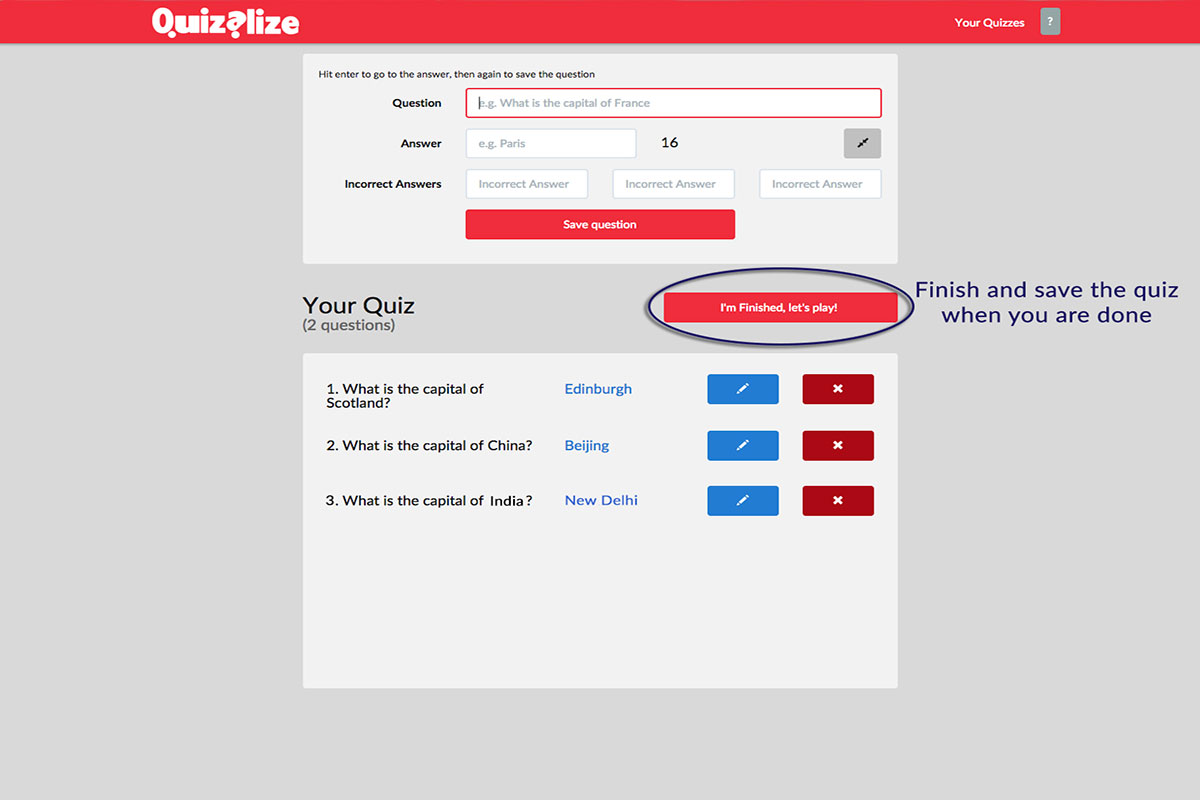 Quizalize
Your Quizzes ?
Hit enter to go to the answer, then again to save the question
Question e.g. What is the capital of France
Answer e.g. Paris 16
Incorrect Answers Incorrect Answer Incorrect Answer Incorrect Answer
Save question
Your Quiz
(2 questions)
I'm Finished, let's play!
Finish and save the quiz
when you are done
1. What is the capital of
Scotland?
Edinburgh
2. What is the capital of China? Beijing
3. What is the capital of India? New Delhi